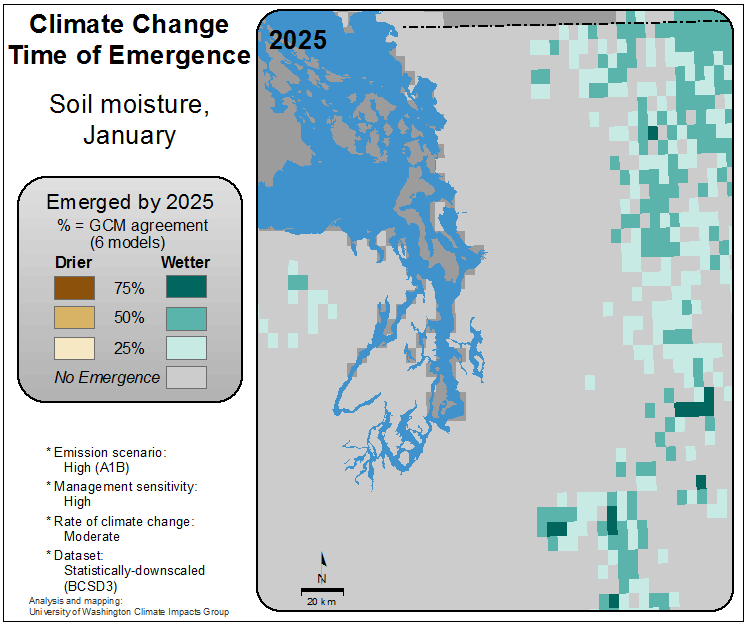 Climate Change
Time of Emergence
Soil moisture,
January
Emerged by 2025
% = GCM agreement
(6 models)
Drier Wetter
75%
50%
25%
No Emergence
* Emission scenario:
High (A1B)
* Management sensitivity:
High
* Rate of climate change:
Moderate
* Dataset:
Statistically-downscaled
(BCSD3)
Analysis and mapping:
University of Washington Climate Impacts Group
2025
N
20 km